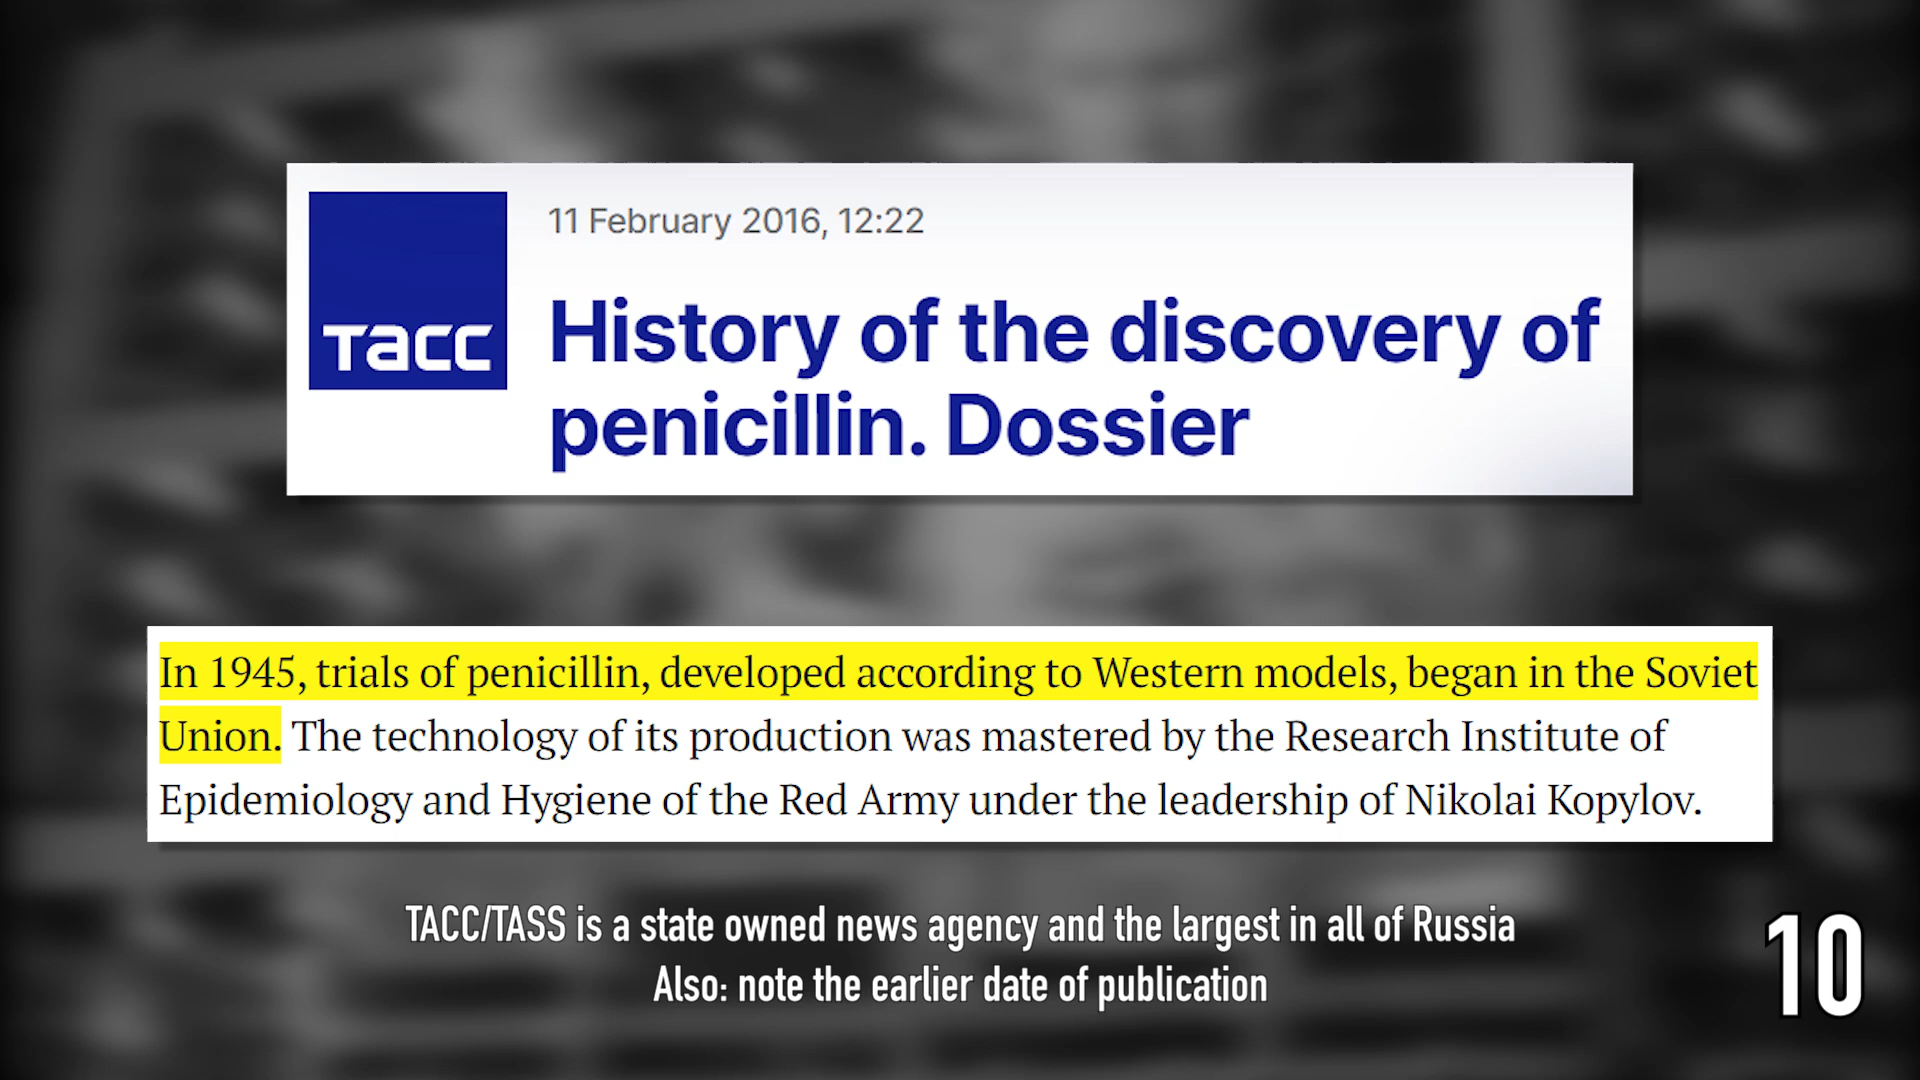 тасс
11 February 2016, 12:22
History of the discovery of
penicillin. Dossier
In 1945, trials of penicillin, developed according to Western models, began in the Soviet
Union. The technology of its production was mastered by the Research Institute of
Epidemiology and Hygiene of the Red Army under the leadership of Nikolai Kopylov.
TACC/TASS is a state owned news agency and the largest in all of Russia
Also: note the earlier date of publication
10